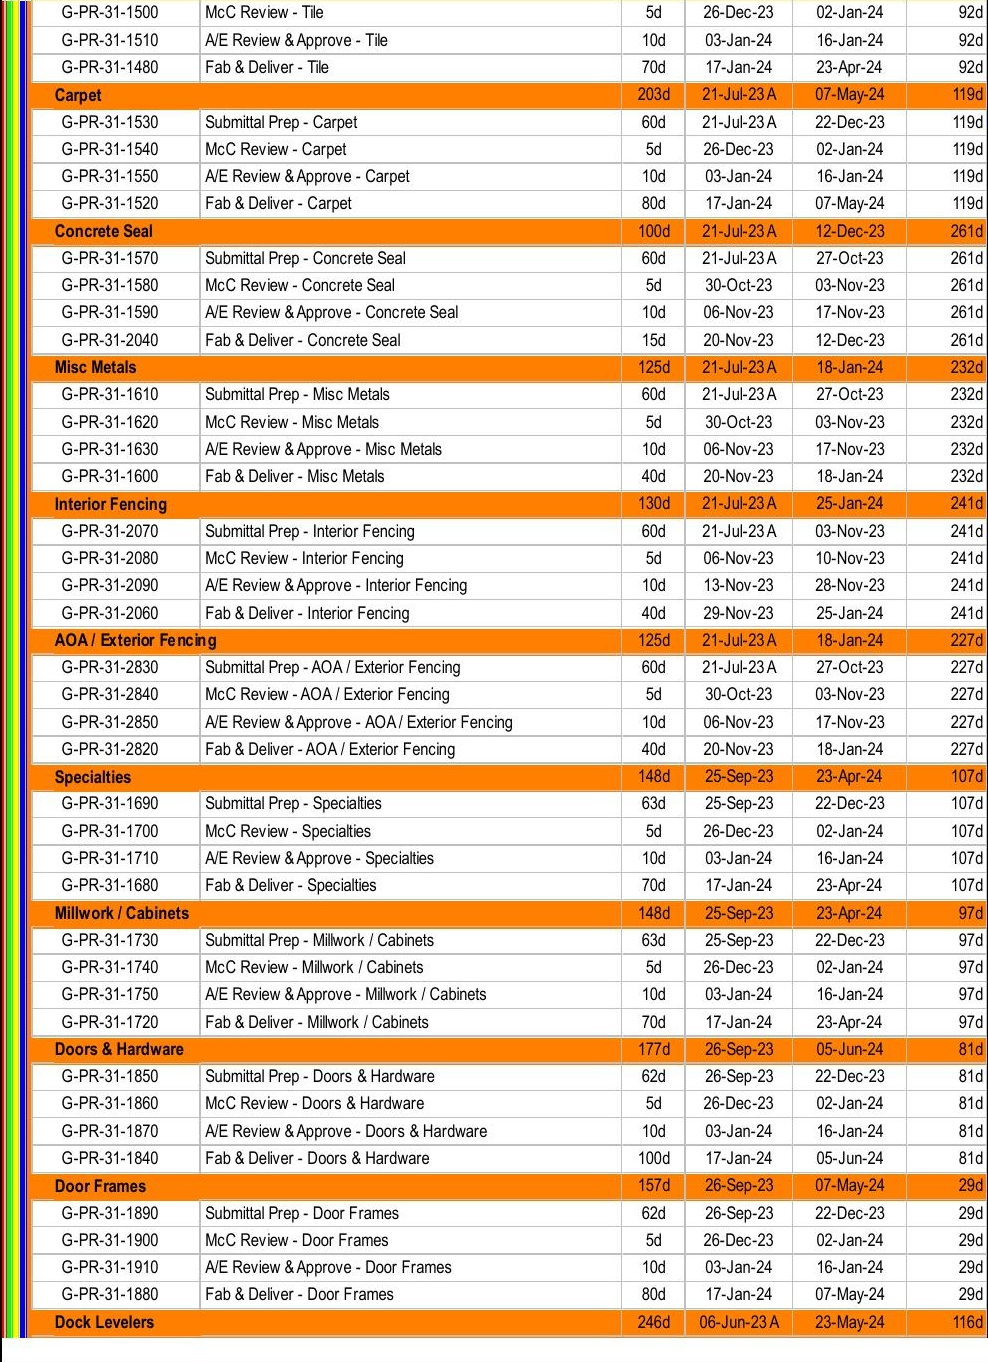 G-PR-31-1500 McC Review - Tile 5d 26-Dec-23 02-Jan-24 92d
G-PR-31-1510 A/E Review & Approve - Tile 10d 03-Jan-24 16-Jan-24 92d
G-PR-31-1480 Fab & Deliver - Tile 70d 17-Jan-24 23-Apr-24 92d
Carpet 203d 21-Jul-23 A 07-May-24 119d
G-PR-31-1530 Submittal Prep - Carpet 60d 21-Jul-23 A 22-Dec-23 119d
G-PR-31-1540 McC Review - Carpet 5d 26-Dec-23 02-Jan-24 119d
G-PR-31-1550 A/E Review & Approve - Carpet 10d 03-Jan-24 16-Jan-24 119d
G-PR-31-1520 Fab & Deliver - Carpet 80d 17-Jan-24 07-May-24 119d
Concrete Seal 100d 21-Jul-23 A 12-Dec-23 261d
G-PR-31-1570 Submittal Prep - Concrete Seal 60d 21-Jul-23 A 27-Oct-23 261d
G-PR-31-1580 McC Review - Concrete Seal 5d 30-Oct-23 03-Nov-23 261d
G-PR-31-1590 A/E Review & Approve - Concrete Seal 10d 06-Nov-23 17-Nov-23 261d
G-PR-31-2040 Fab & Deliver - Concrete Seal 15d 20-Nov-23 12-Dec-23 261d
Misc Metals 125d 21-Jul-23 A 18-Jan-24 232d
G-PR-31-1610 Submittal Prep - Misc Metals 60d 21-Jul-23 A 27-Oct-23 232d
G-PR-31-1620 McC Review - Misc Metals 5d 30-Oct-23 03-Nov-23 232d
G-PR-31-1630 A/E Review & Approve - Misc Metals 10d 06-Nov-23 17-Nov-23 232d
G-PR-31-1600 Fab & Deliver - Misc Metals 40d 20-Nov-23 18-Jan-24 232d
Interior Fencing 130d 21-Jul-23 A 25-Jan-24 241d
G-PR-31-2070 Submittal Prep - Interior Fencing 60d 21-Jul-23 A 03-Nov-23 241d
G-PR-31-2080 McC Review - Interior Fencing 5d 06-Nov-23 10-Nov-23 241d
G-PR-31-2090 A/E Review & Approve - Interior Fencing 10d 13-Nov-23 28-Nov-23 241d
G-PR-31-2060 Fab & Deliver - Interior Fencing 40d 29-Nov-23 25-Jan-24 241d
AOA / Exterior Fencing 125d 21-Jul-23 A 18-Jan-24 227d
G-PR-31-2830 Submittal Prep - AOA / Exterior Fencing 60d 21-Jul-23 A 27-Oct-23 227d
G-PR-31-2840 McC Review - AOA / Exterior Fencing 5d 30-Oct-23 03-Nov-23 227d
G-PR-31-2850 A/E Review & Approve - AOA / Exterior Fencing 10d 06-Nov-23 17-Nov-23 227d
G-PR-31-2820 Fab & Deliver - AOA / Exterior Fencing 40d 20-Nov-23 18-Jan-24 227d
Specialties 148d 25-Sep-23 23-Apr-24 107d
G-PR-31-1690 Submittal Prep - Specialties 63d 25-Sep-23 22-Dec-23 107d
G-PR-31-1700 McC Review - Specialties 5d 26-Dec-23 02-Jan-24 107d
G-PR-31-1710 A/E Review & Approve - Specialties 10d 03-Jan-24 16-Jan-24 107d
G-PR-31-1680 Fab & Deliver - Specialties 70d 17-Jan-24 23-Apr-24 107d
Millwork / Cabinets 148d 25-Sep-23 23-Apr-24 97d
G-PR-31-1730 Submittal Prep - Millwork / Cabinets 63d 25-Sep-23 22-Dec-23 97d
G-PR-31-1740 McC Review - Millwork / Cabinets 5d 26-Dec-23 02-Jan-24 97d
G-PR-31-1750 A/E Review & Approve - Millwork / Cabinets 10d 03-Jan-24 16-Jan-24 97d
G-PR-31-1720 Fab & Deliver - Millwork / Cabinets 70d 17-Jan-24 23-Apr-24 97d
Doors & Hardware 177d 26-Sep-23 05-Jun-24 81d
G-PR-31-1850 Submittal Prep - Doors & Hardware 62d 26-Sep-23 22-Dec-23 81d
G-PR-31-1860 McC Review - Doors & Hardware 5d 26-Dec-23 02-Jan-24 81d
G-PR-31-1870 A/E Review & Approve - Doors & Hardware 10d 03-Jan-24 16-Jan-24 81d
G-PR-31-1840 Fab & Deliver - Doors & Hardware 100d 17-Jan-24 05-Jun-24 81d
Door Frames 157d 26-Sep-23 07-May-24 29d
G-PR-31-1890 Submittal Prep - Door Frames 62d 26-Sep-23 22-Dec-23 29d
G-PR-31-1900 McC Review - Door Frames 5d 26-Dec-23 02-Jan-24 29d
G-PR-31-1910 A/E Review & Approve - Door Frames 10d 03-Jan-24 16-Jan-24 29d
G-PR-31-1880 Fab & Deliver - Door Frames 80d 17-Jan-24 07-May-24 29d
Dock Levelers 246d 06-Jun-23 A 23-May-24 116d